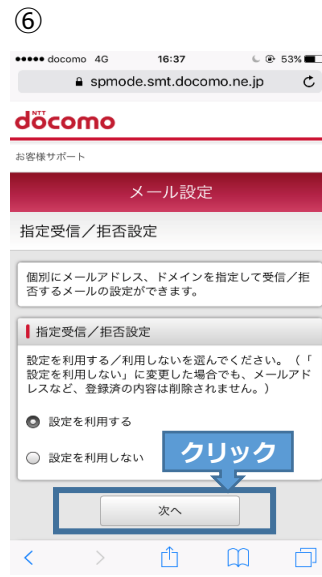 ⑥
docomo 4G 16:37 53%
spmode.smt.docomo.ne.jp
NTT
döcomo
お客様サポート
メール設定
指定受信／拒否設定
個別にメールアドレス、ドメインを指定して受信／拒
否するメールの設定ができます。
指定受信／拒否設定
設定を利用する／利用しないを選んでください。（「
設定を利用しない」に変更した場合でも、メールアド
レスなど、登録済の内容は削除されません。）
設定を利用する
設定を利用しない
クリック
次へ